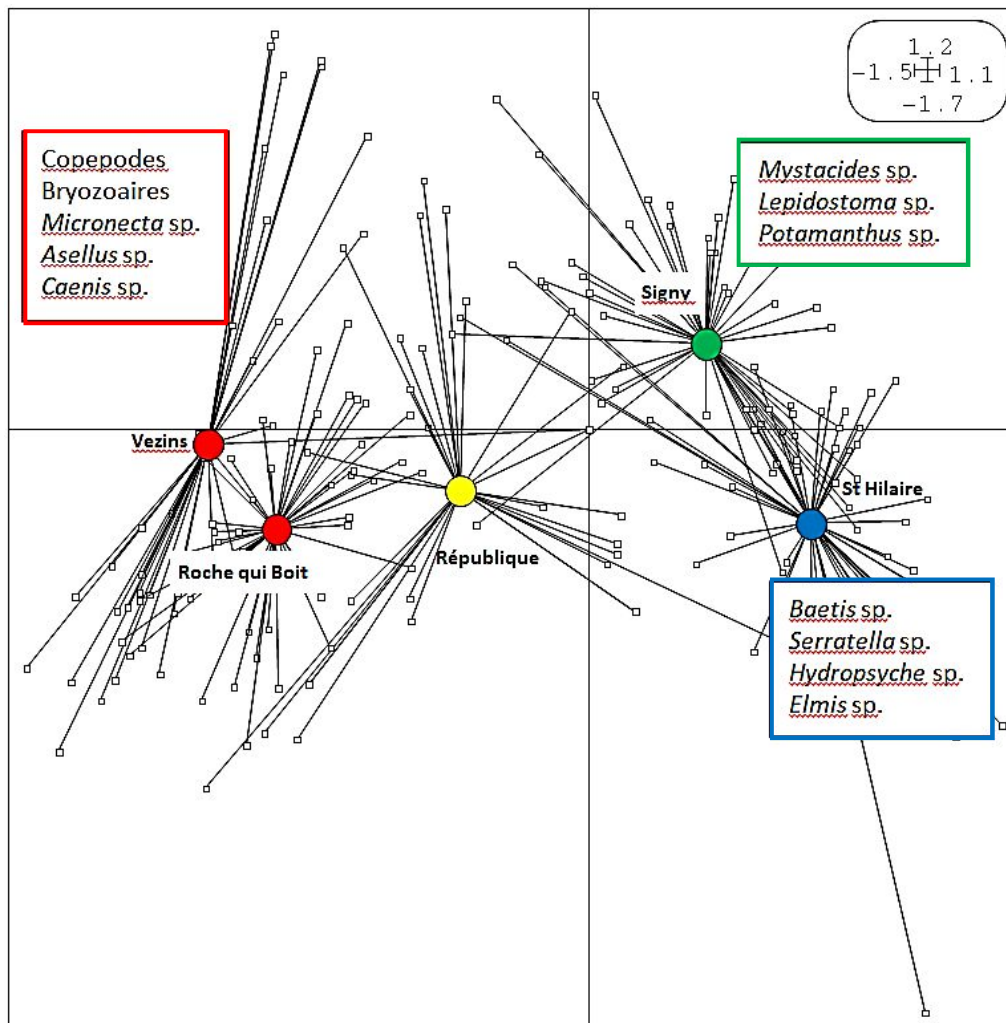 1.2
-1.5 1.1
-1.7
Copepodes
Bryozoaires
Micronecta sp.
Asellus sp.
Caenis sp.
Mystacides sp.
Lepidostoma sp.
Potamanthus sp.
Signy
Vezins
St Hilaire
République
Roche qui Boit
Baetis sp.
Serratella sp.
Hydropsyche sp.
Elmis sp.